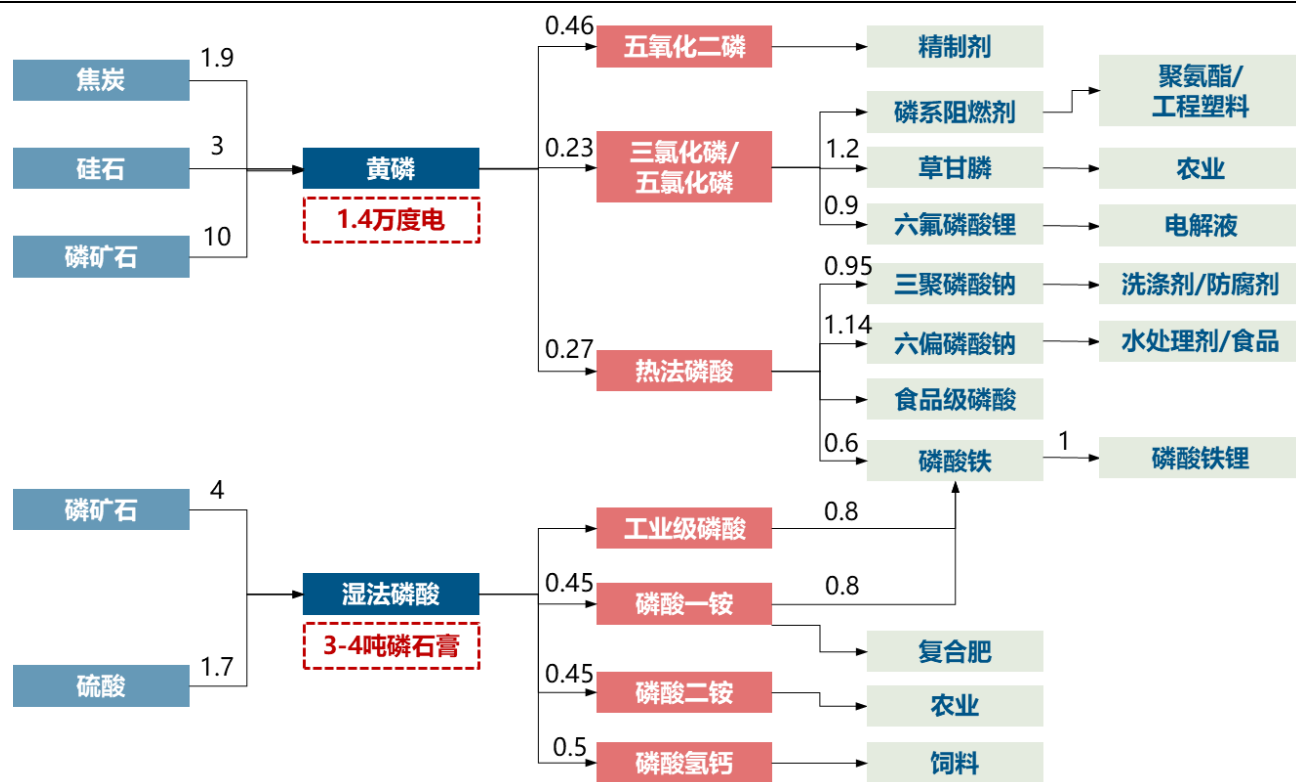 焦炭
1.9
硅石
3
磷矿石
10
黄磷
1.4万度电
0.46
五氧化二磷
精制剂
0.23
三氯化磷/
五氯化磷
磷系阻燃剂
聚氨酯/
工程塑料
1.2
草甘膦
农业
0.9
六氟磷酸锂
电解液
0.27
热法磷酸
0.95
三聚磷酸钠
洗涤剂/防腐剂
1.14
六偏磷酸钠
水处理剂/食品
食品级磷酸
0.6
磷酸铁
1
磷酸铁锂
磷矿石
4
硫酸
1.7
湿法磷酸
3-4吨磷石膏
工业级磷酸
0.8
0.45
磷酸一铵
0.8
复合肥
0.45
磷酸二铵
农业
0.5
磷酸氢钙
饲料